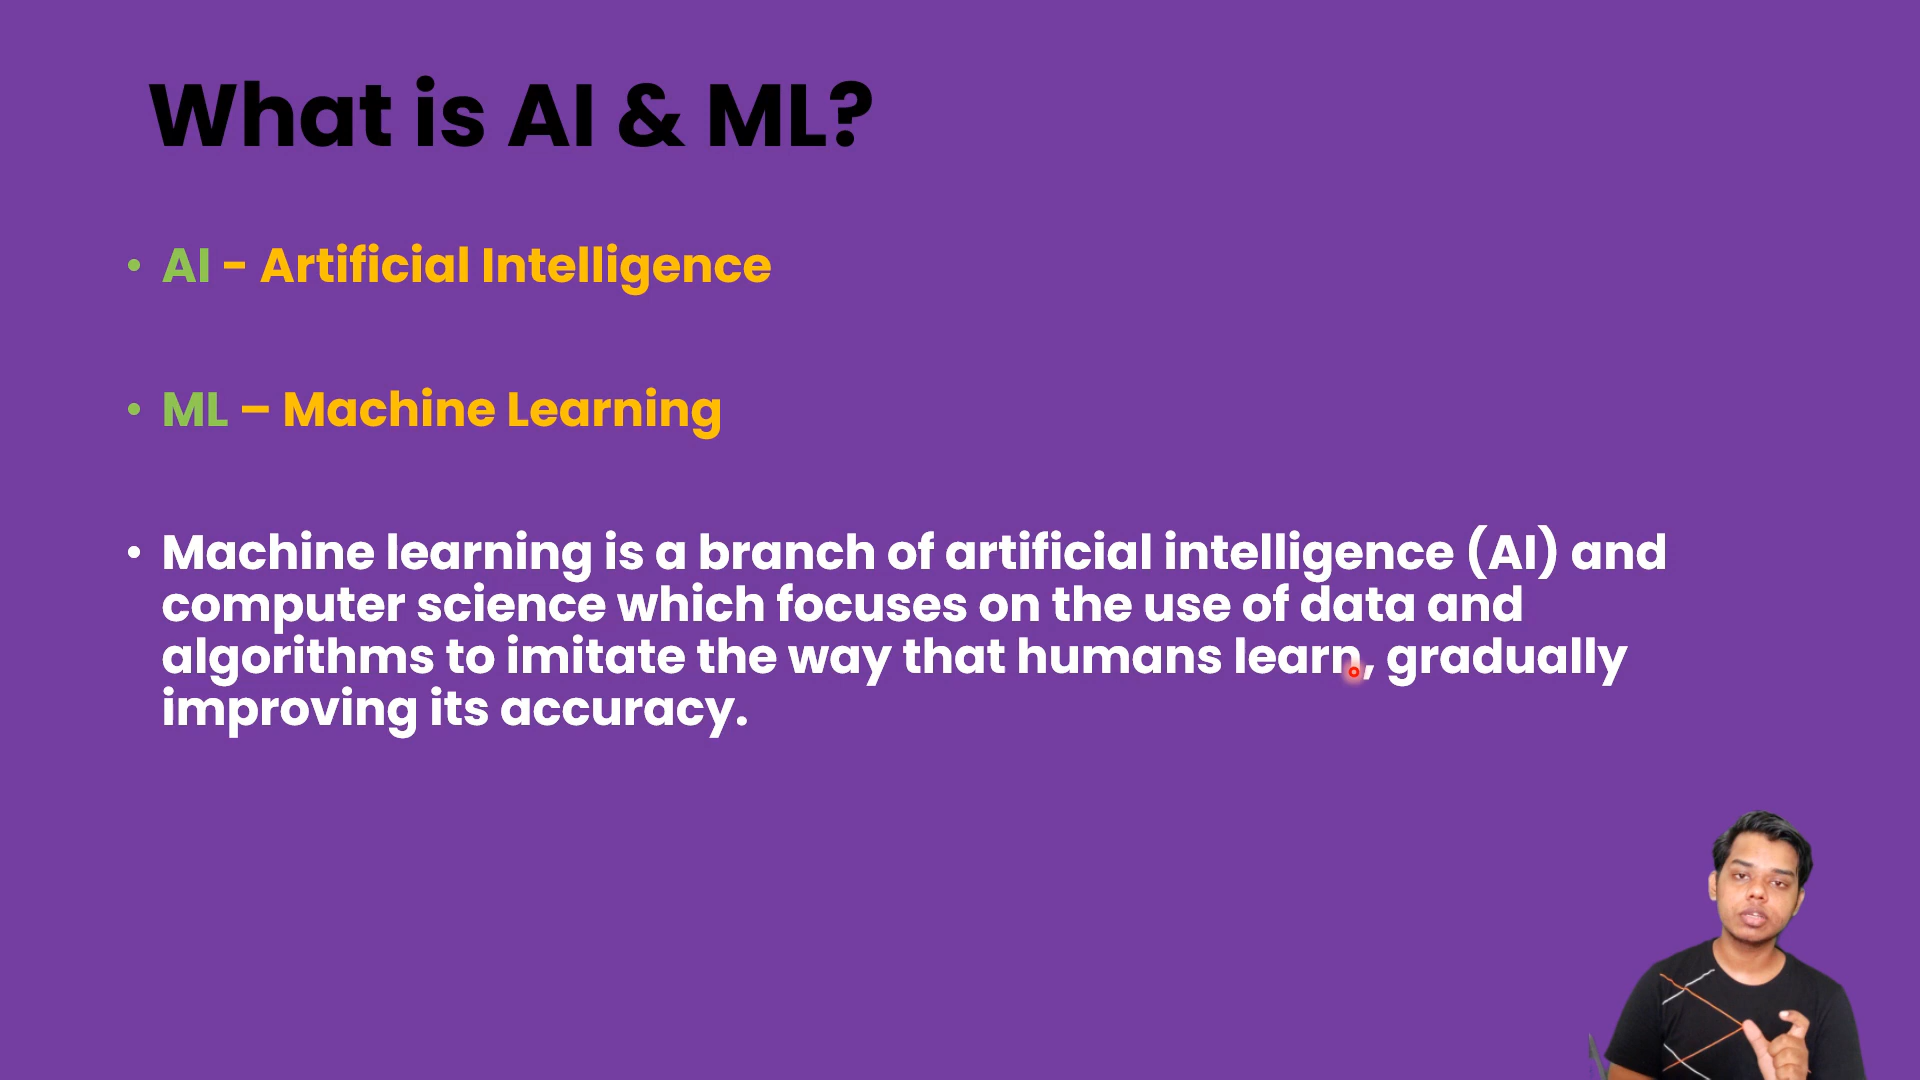 What is AI & ML?
• AI - Artificial Intelligence
• ML – Machine Learning
• Machine learning is a branch of artificial intelligence (AI) and
computer science which focuses on the use of data and
algorithms to imitate the way that humans learn, gradually
improving its accuracy.